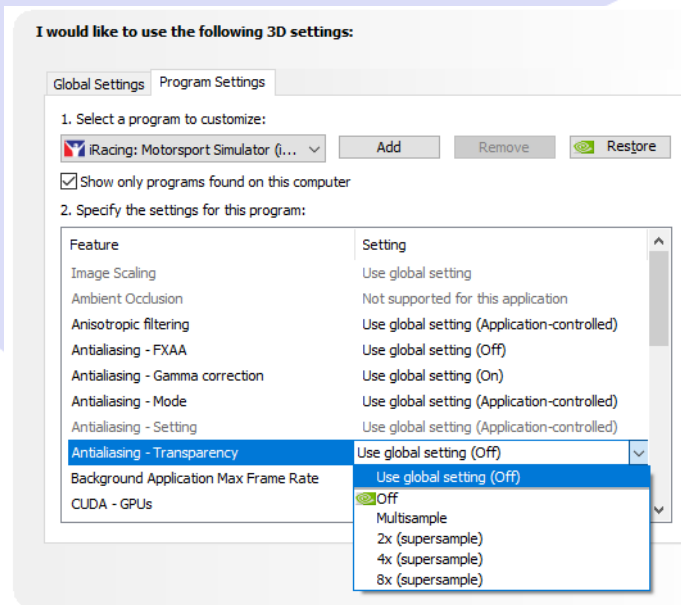 I would like to use the following 3D settings:
Global Settings Program Settings
1. Select a program to customize:
iRacing: Motorsport Simulator (i... Add Remove Restore
Show only programs found on this computer
2. Specify the settings for this program:
Feature Setting
Image Scaling Use global setting
Ambient Occlusion Not supported for this application
Anisotropic filtering Use global setting (Application-controlled)
Antialiasing - FXAA Use global setting (Off)
Antialiasing - Gamma correction Use global setting (On)
Antialiasing - Mode Use global setting (Application-controlled)
Antialiasing - Setting Use global setting (Application-controlled)
Antialiasing - Transparency Use global setting (Off)
Background Application Max Frame Rate Use global setting (Off)
CUDA - GPUs Off
Multisample
2x (supersample)
4x (supersample)
8x (supersample)